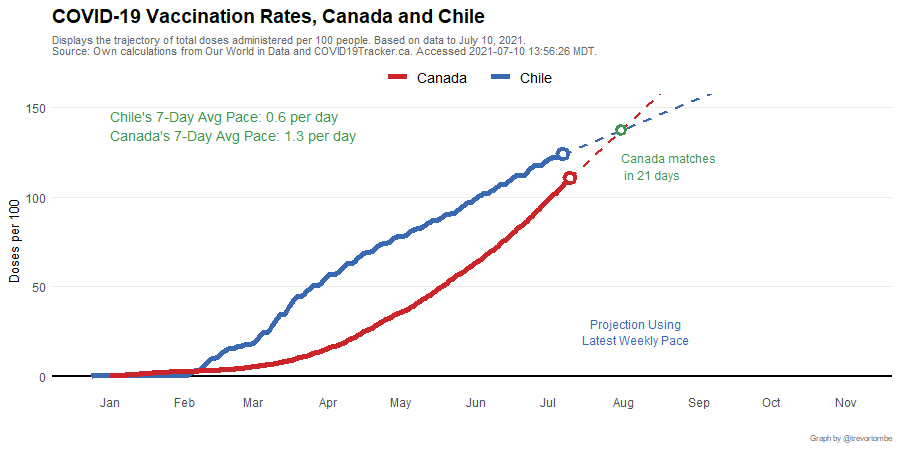 COVID-19 Vaccination Rates, Canada and Chile
Displays the trajectory of total doses administered per 100 people. Based on data to July 10, 2021.
Source: Own calculations from Our World in Data and COVID19Tracker.ca. Accessed 2021-07-10 13:56:26 MDT.
Canada Chile
Chile's 7-Day Avg Pace: 0.6 per day
Canada's 7-Day Avg Pace: 1.3 per day
Canada matches
in 21 days
Projection Using
Latest Weekly Pace
Doses per 100
150
100
50
0
Jan Feb Mar Apr May Jun Jul Aug Sep Oct Nov
Graph by @trevortombe